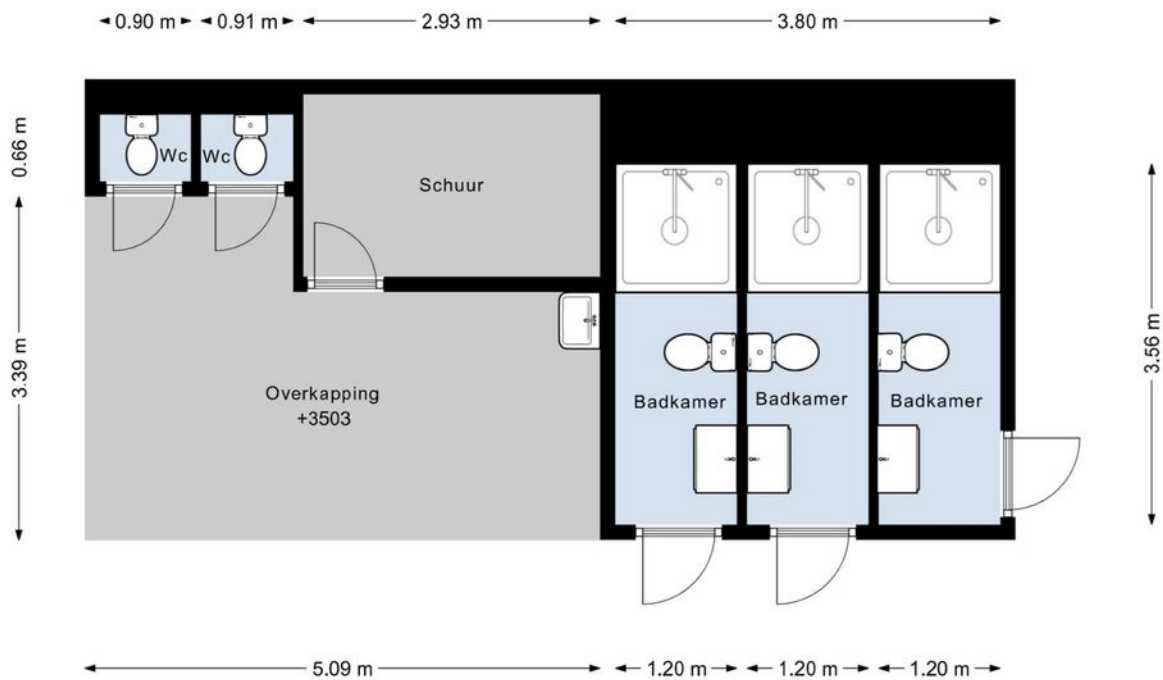 0.90 m
0.91 m
2.93 m
3.80 m
0.66 m
Wc
Wc
Schuur
3.39 m
3.56 m
Overkapping
+3503
Badkamer
Badkamer
Badkamer
5.09 m
1.20 m
1.20 m
1.20 m